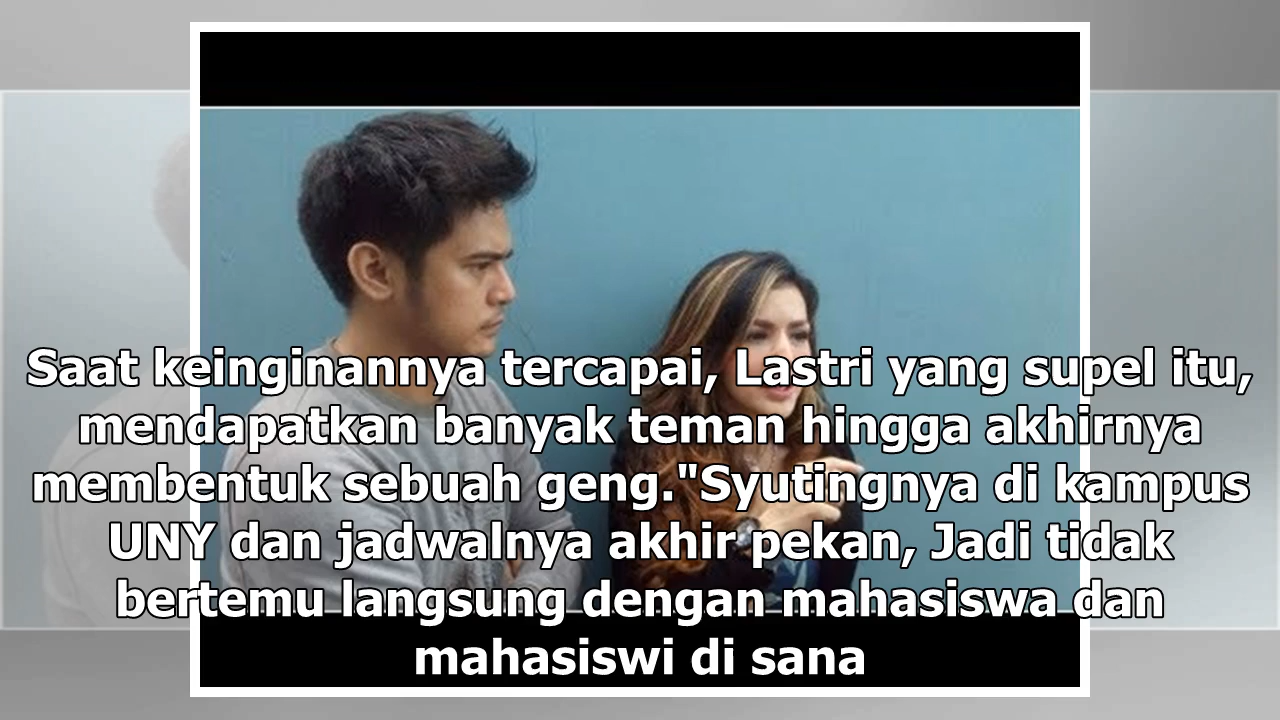 Saat keinginannya tercapai, Lastri yang supel itu,
mendapatkan banyak teman hingga akhirnya
membentuk sebuah geng."Syutingnya di kampus
UNY dan jadwalnya akhir pekan, Jadi tidak
bertemu langsung dengan mahasiswa dan
mahasiswi di sana